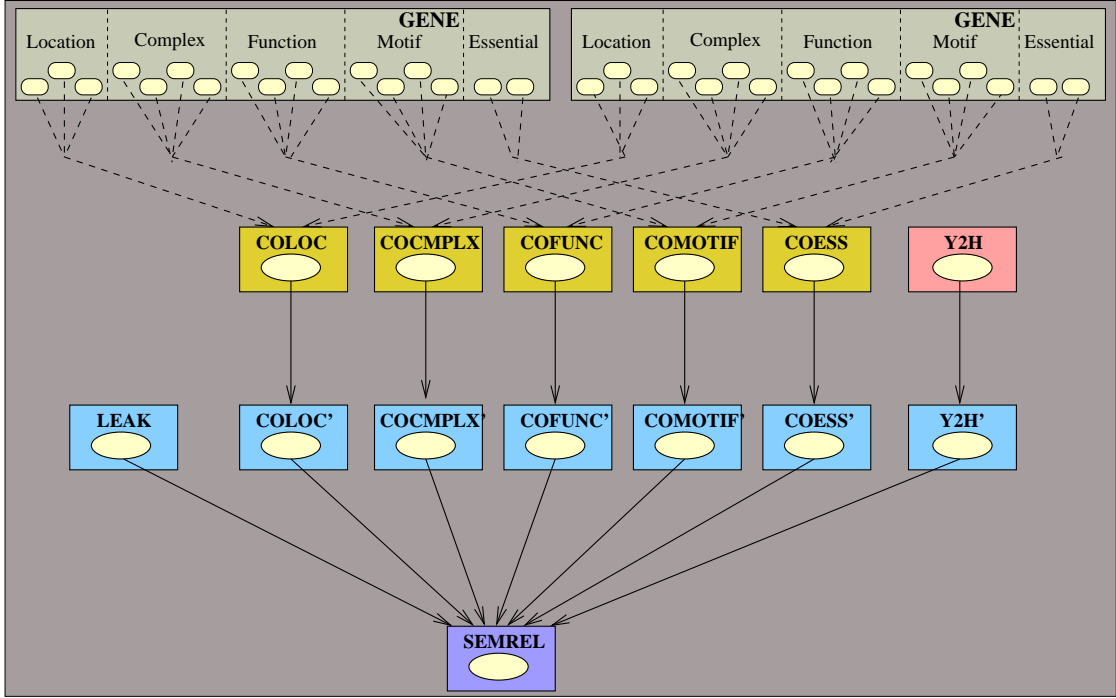 GENE GENE
Location Complex Function Motif Essential Location Complex Function Motif Essential
COLOC COCMPLX COFUNC COMOTIF COESS Y2H
LEAK COLOC’ COCMPLX’ COFUNC’ COMOTIF’ COESS’ Y2H’
SEMREL